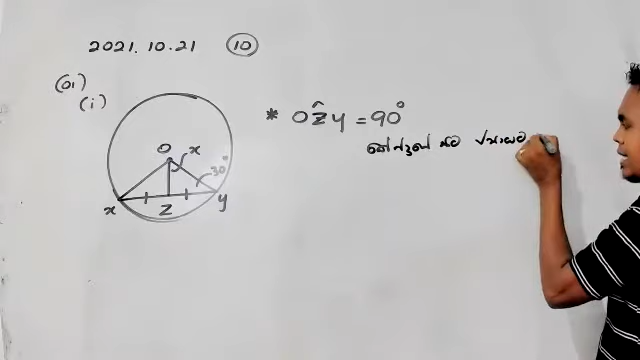 2021.10.21 10
(01)
(i)
* OẐY = 90°
O x
30°
x Z y